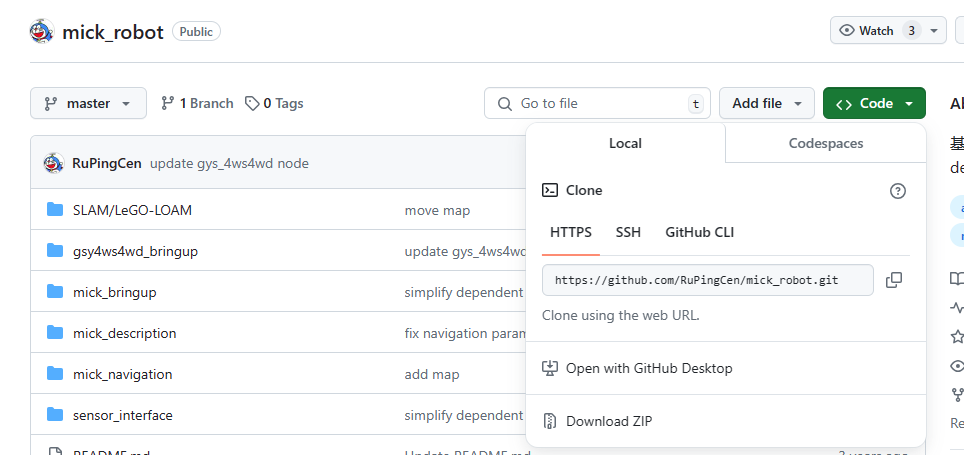 mick_robot Public
Watch 3
master 1 Branch 0 Tags
Go to file t
Add file
Code
RuPingCen update gys_4ws4wd node
SLAM/LeGO-LOAM move map
gsy4ws4wd_bringup update gys_4ws4wd
mick_bringup simplify dependent
mick_description fix navigation param
mick_navigation add map
sensor_interface simplify dependent
README.md Update README.md
Local Codespaces
Clone
HTTPS SSH GitHub CLI
https://github.com/RuPingCen/mick_robot.git
Clone using the web URL.
Open with GitHub Desktop
Download ZIP
基
de
Re